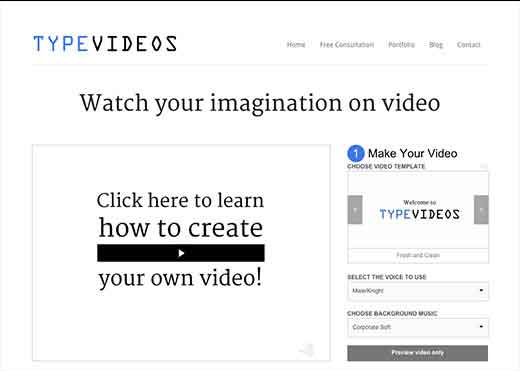 TYPEVIDEOS
Home Free Consultation Portfolio Blog Contact
Watch your imagination on video
Click here to learn
how to create
your own video!
1 Make Your Video
CHOOSE VIDEO TEMPLATE
Welcome to
TYPEVIDEOS
Fresh and Clean
SELECT THE VOICE TO USE
Male/Knight
CHOOSE BACKGROUND MUSIC
Corporate Soft
Preview video only